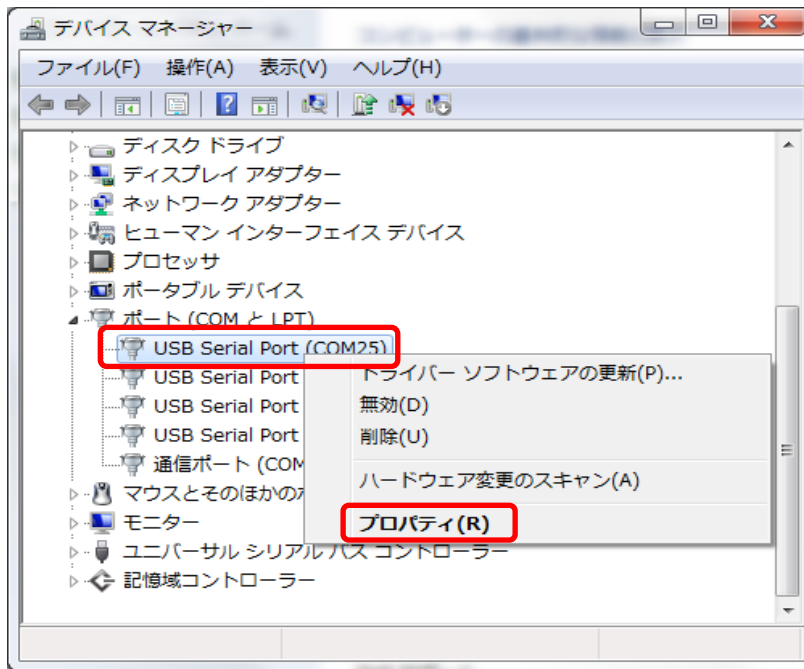 デバイス マネージャー
ファイル(F) 操作(A) 表示(V) ヘルプ(H)
ディスク ドライブ
ディスプレイ アダプター
ネットワーク アダプター
ヒューマン インターフェイス デバイス
プロセッサ
ポータブル デバイス
ポート (COM と LPT)
USB Serial Port (COM25)
USB Serial Port
USB Serial Port
USB Serial Port
通信ポート (COM
マウスとそのほかの
モニター
ユニバーサル シリアル バス コントローラー
記憶域コントローラー
ドライバー ソフトウェアの更新(P)...
無効(D)
削除(U)
ハードウェア変更のスキャン(A)
プロパティ(R)